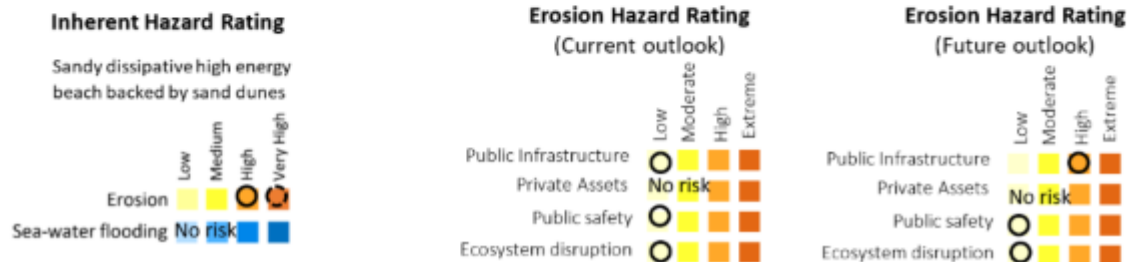 Inherent Hazard Rating
Sandy dissipative high energy
beach backed by sand dunes
Low
Medium
High
Very High
Erosion
Sea-water flooding No risk
Erosion Hazard Rating
(Current outlook)
Low
Moderate
High
Extreme
Public Infrastructure
Private Assets No risk
Public safety
Ecosystem disruption
Erosion Hazard Rating
(Future outlook)
Low
Moderate
High
Extreme
Public Infrastructure
Private Assets No risk
Public safety
Ecosystem disruption